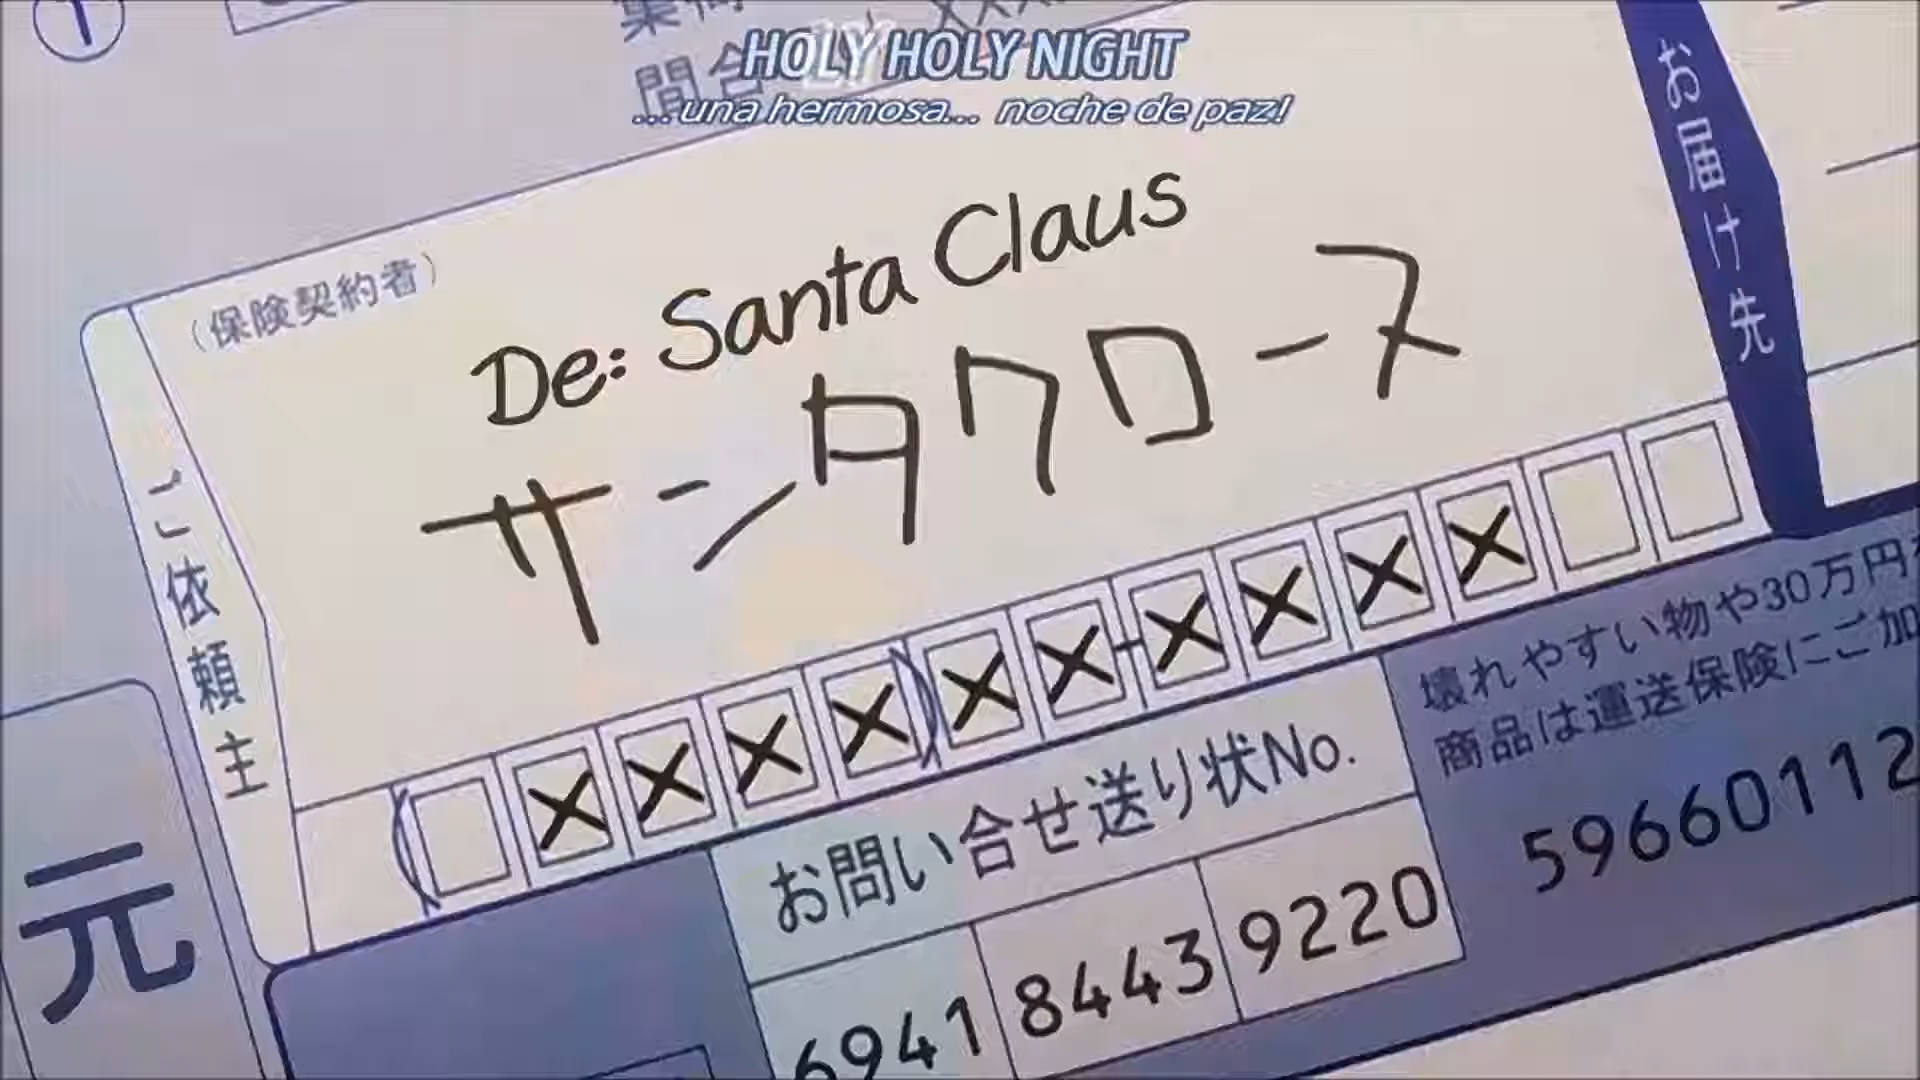 HOLY HOLY NIGHT
...una hermosa... noche de paz!
問合
お届け先
(保険契約者)
De: Santa Claus
サンタクロース
ご依頼主
お問い合せ送り状No.
6941 8443 9220
壊れやすい物や30万円
商品は運送保険にご加
59660112
元